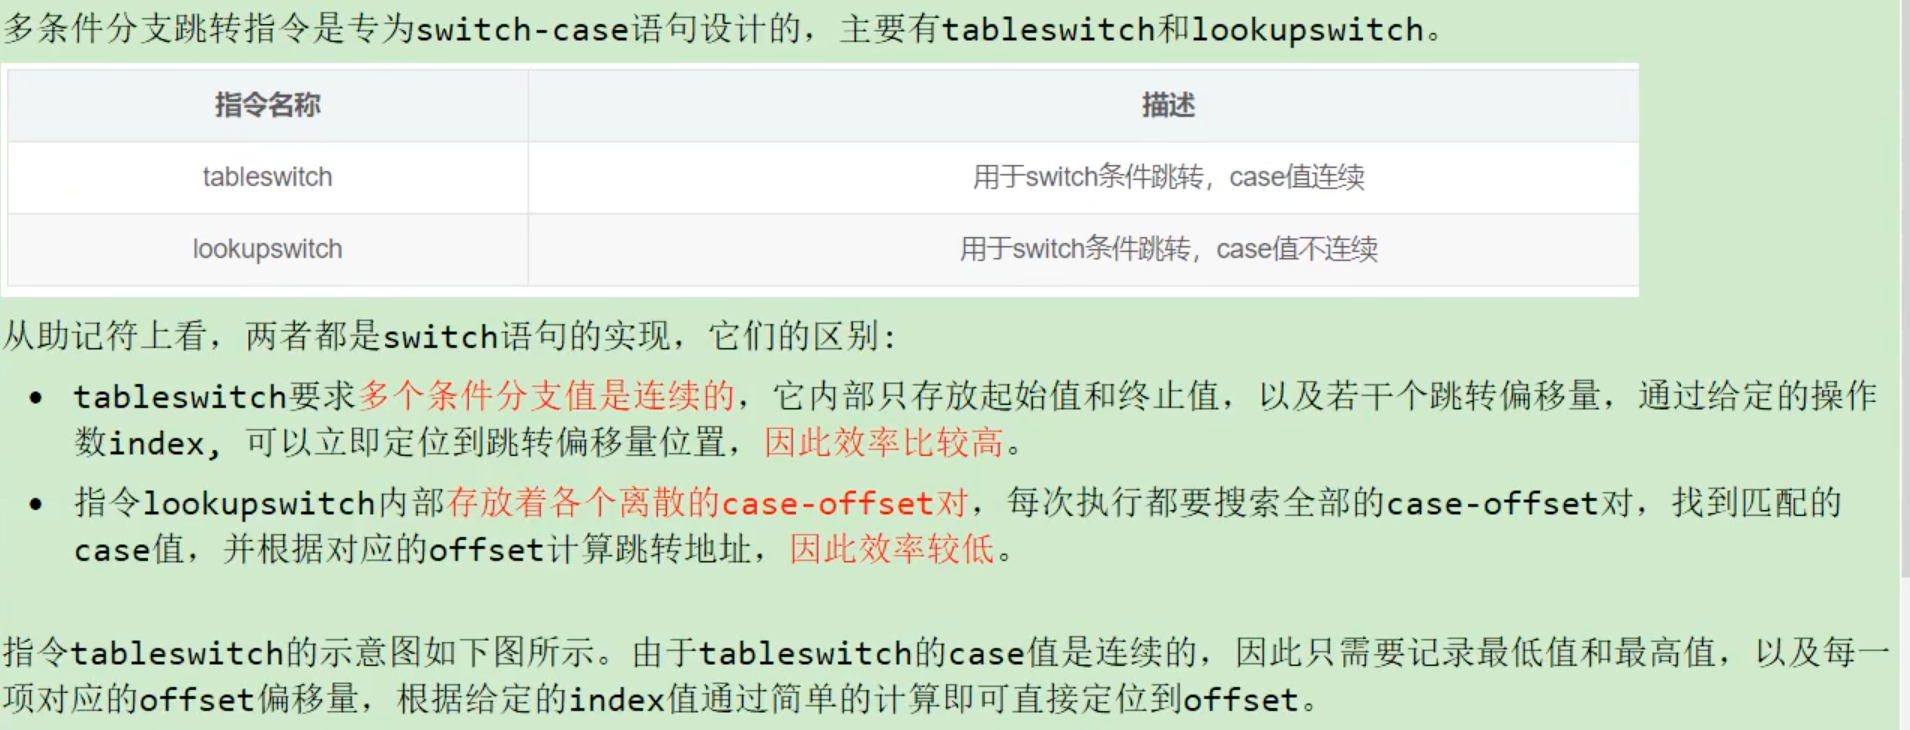 多条件分支跳转指令是专为switch-case语句设计的，主要有tableswitch和lookupswitch。
指令名称 描述
tableswitch 用于switch条件跳转，case值连续
lookupswitch 用于switch条件跳转，case值不连续
从助记符上看，两者都是switch语句的实现，它们的区别:
• tableswitch要求多个条件分支值是连续的，它内部只存放起始值和终止值，以及若干个跳转偏移量，通过给定的操作
数index, 可以立即定位到跳转偏移量位置，因此效率比较高。
• 指令lookupswitch内部存放着各个离散的case-offset对，每次执行都要搜索全部的case-offset对，找到匹配的
case值，并根据对应的offset计算跳转地址，因此效率较低。
指令tableswitch的示意图如下图所示。由于tableswitch的case值是连续的，因此只需要记录最低值和最高值，以及每一
项对应的offset偏移量，根据给定的index值通过简单的计算即可直接定位到offset。